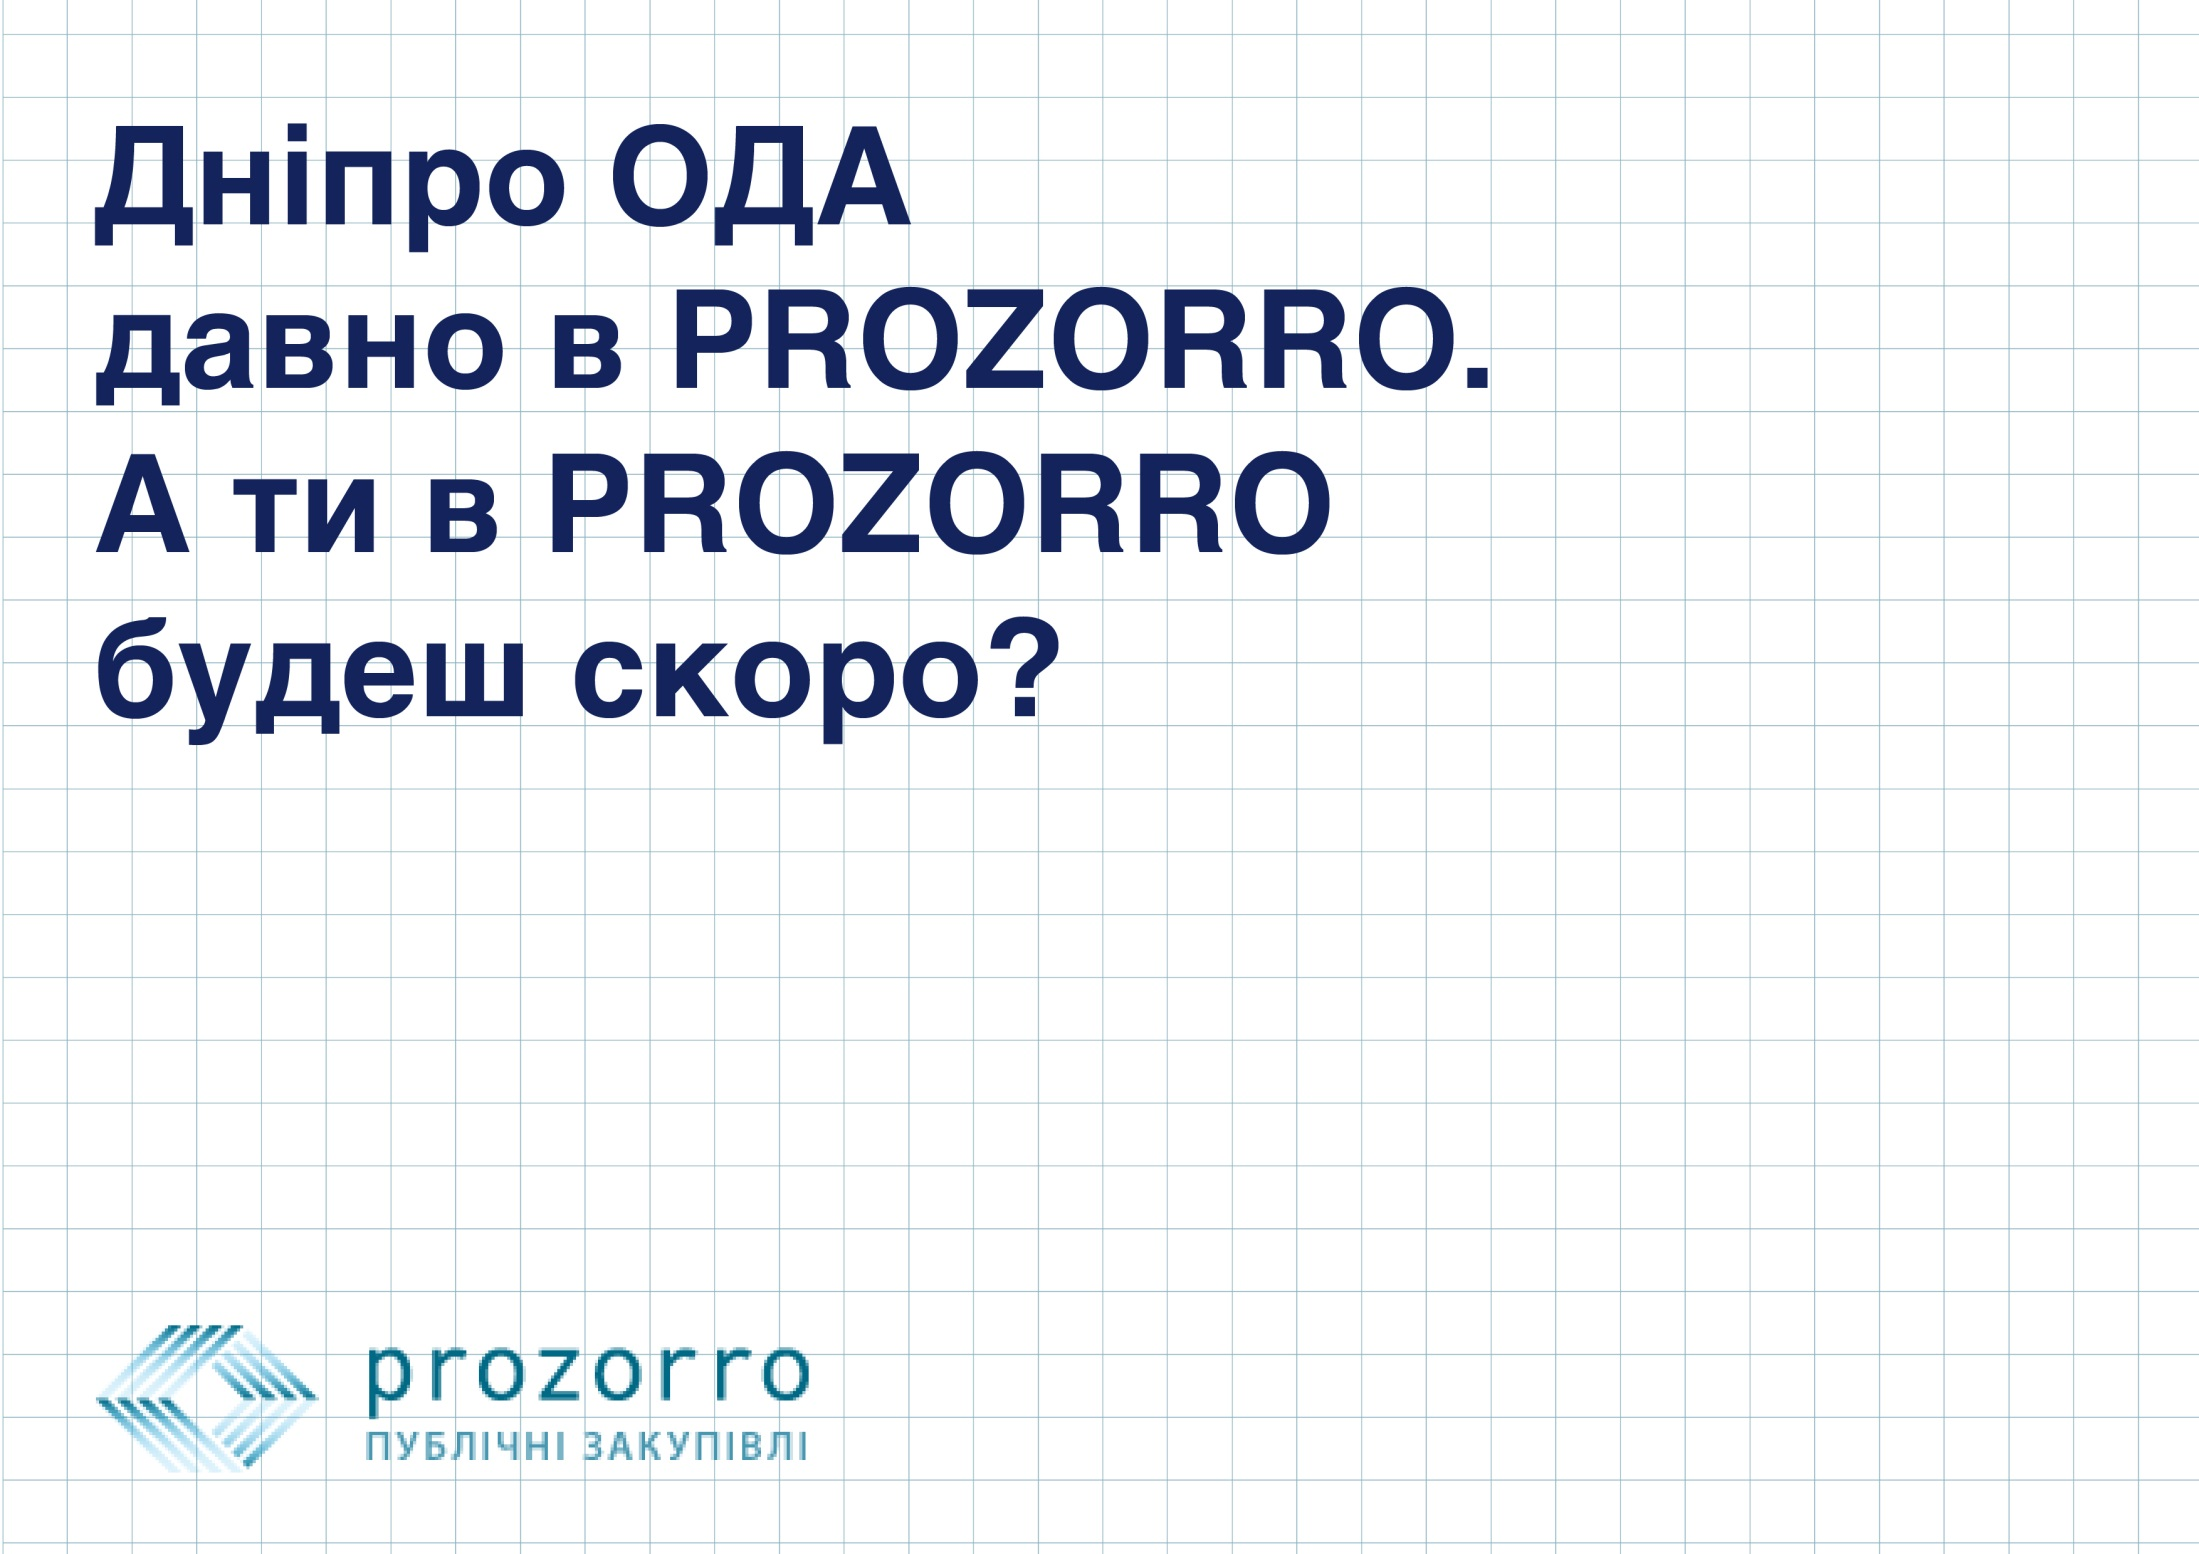 Дніпро ОДА
давно в PROZORRO.
А ти в PROZORRO
будеш скоро?
prozorro
ПУБЛІЧНІ ЗАКУПІВЛІ